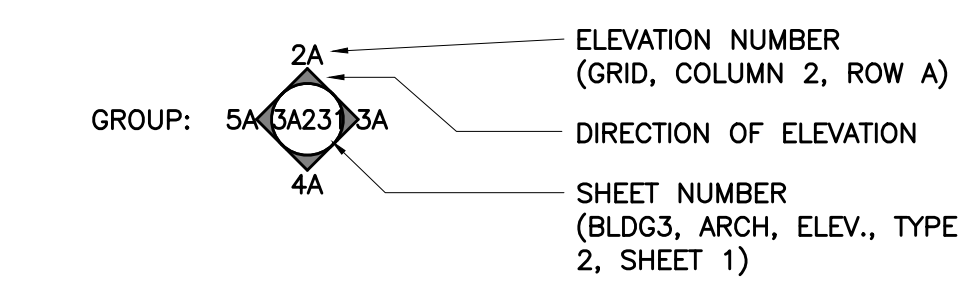 2A
ELEVATION NUMBER
(GRID, COLUMN 2, ROW A)
GROUP: 5A 3A231 3A
DIRECTION OF ELEVATION
4A
SHEET NUMBER
(BLDG3, ARCH, ELEV., TYPE
2, SHEET 1)